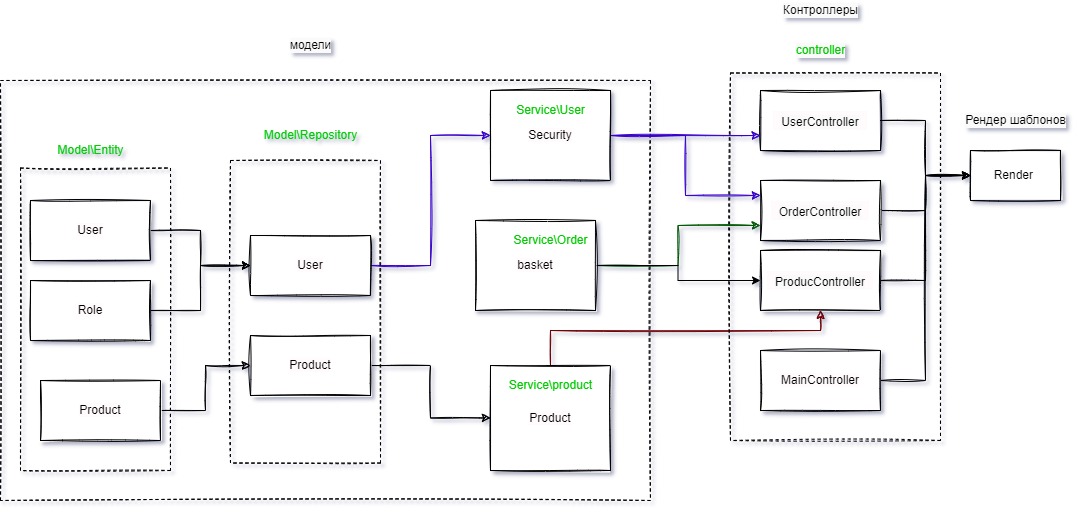 Контроллеры
модели
controller
Service\User
Security
UserController
Рендер шаблонов
Model\Entity
Model\Repository
Render
User
OrderController
Service\Order
User
basket
ProducController
Role
Product
MainController
Service\product
Product
Product